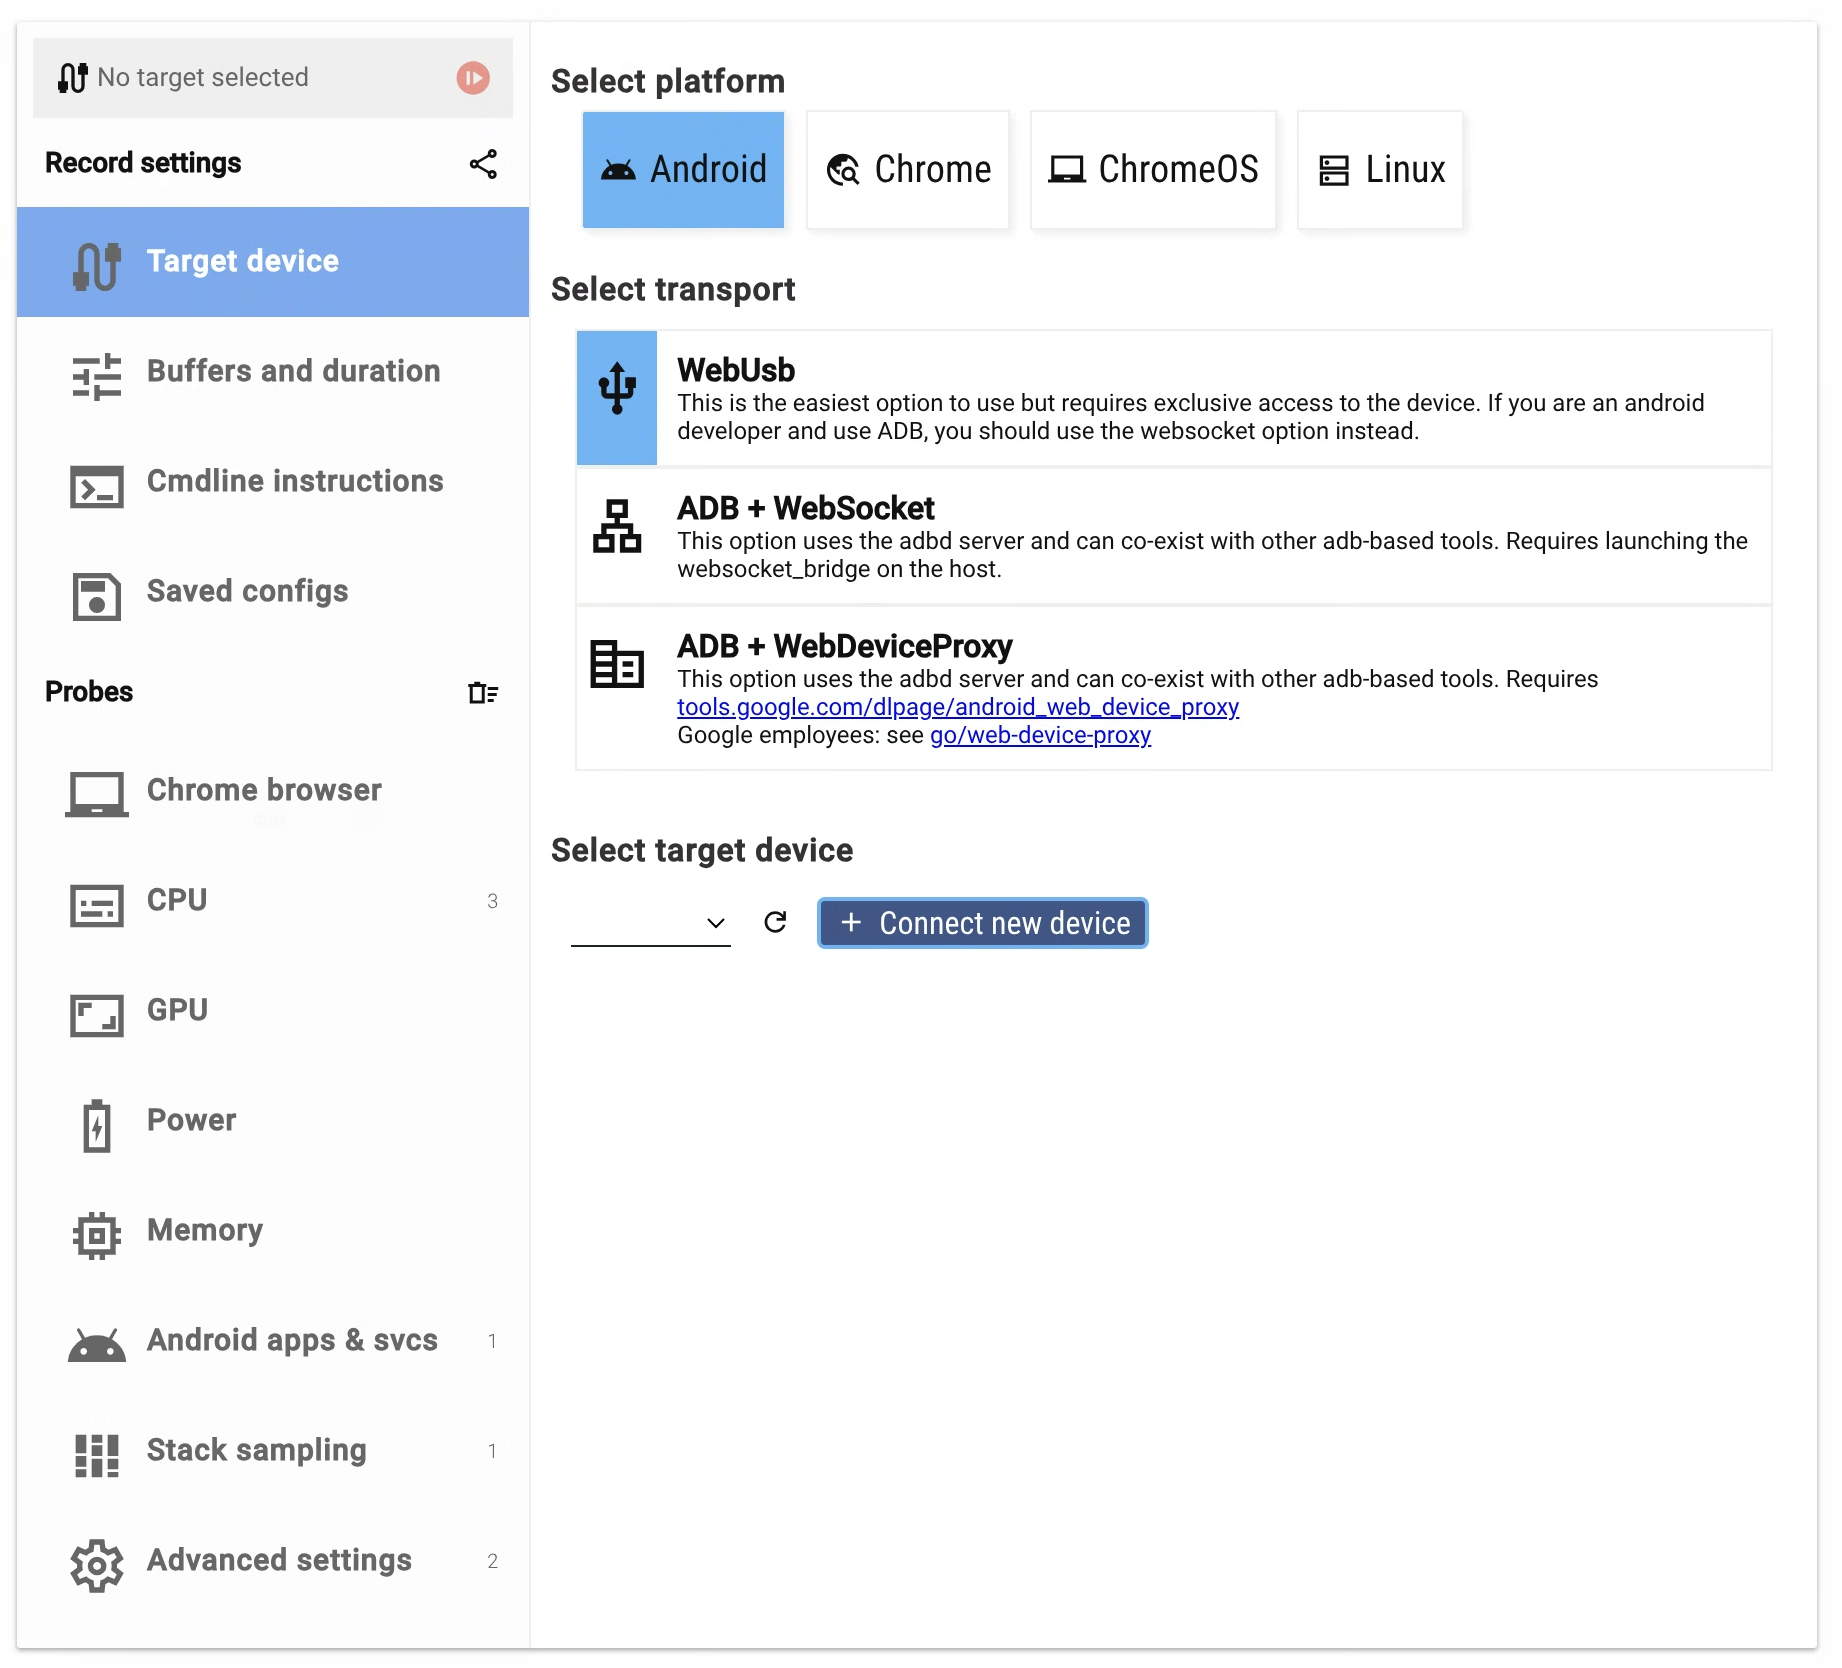 No target selected
Record settings
Target device
Buffers and duration
Cmdline instructions
Saved configs
Probes
Chrome browser
CPU 3
GPU
Power
Memory
Android apps & svcs 1
Stack sampling 1
Advanced settings 2
Select platform
Android Chrome ChromeOS Linux
Select transport
WebUsb
This is the easiest option to use but requires exclusive access to the device. If you are an android
developer and use ADB, you should use the websocket option instead.
ADB + WebSocket
This option uses the adbd server and can co-exist with other adb-based tools. Requires launching the
websocket_bridge on the host.
ADB + WebDeviceProxy
This option uses the adbd server and can co-exist with other adb-based tools. Requires
tools.google.com/dlpage/android_web_device_proxy
Google employees: see go/web-device-proxy
Select target device
+ Connect new device